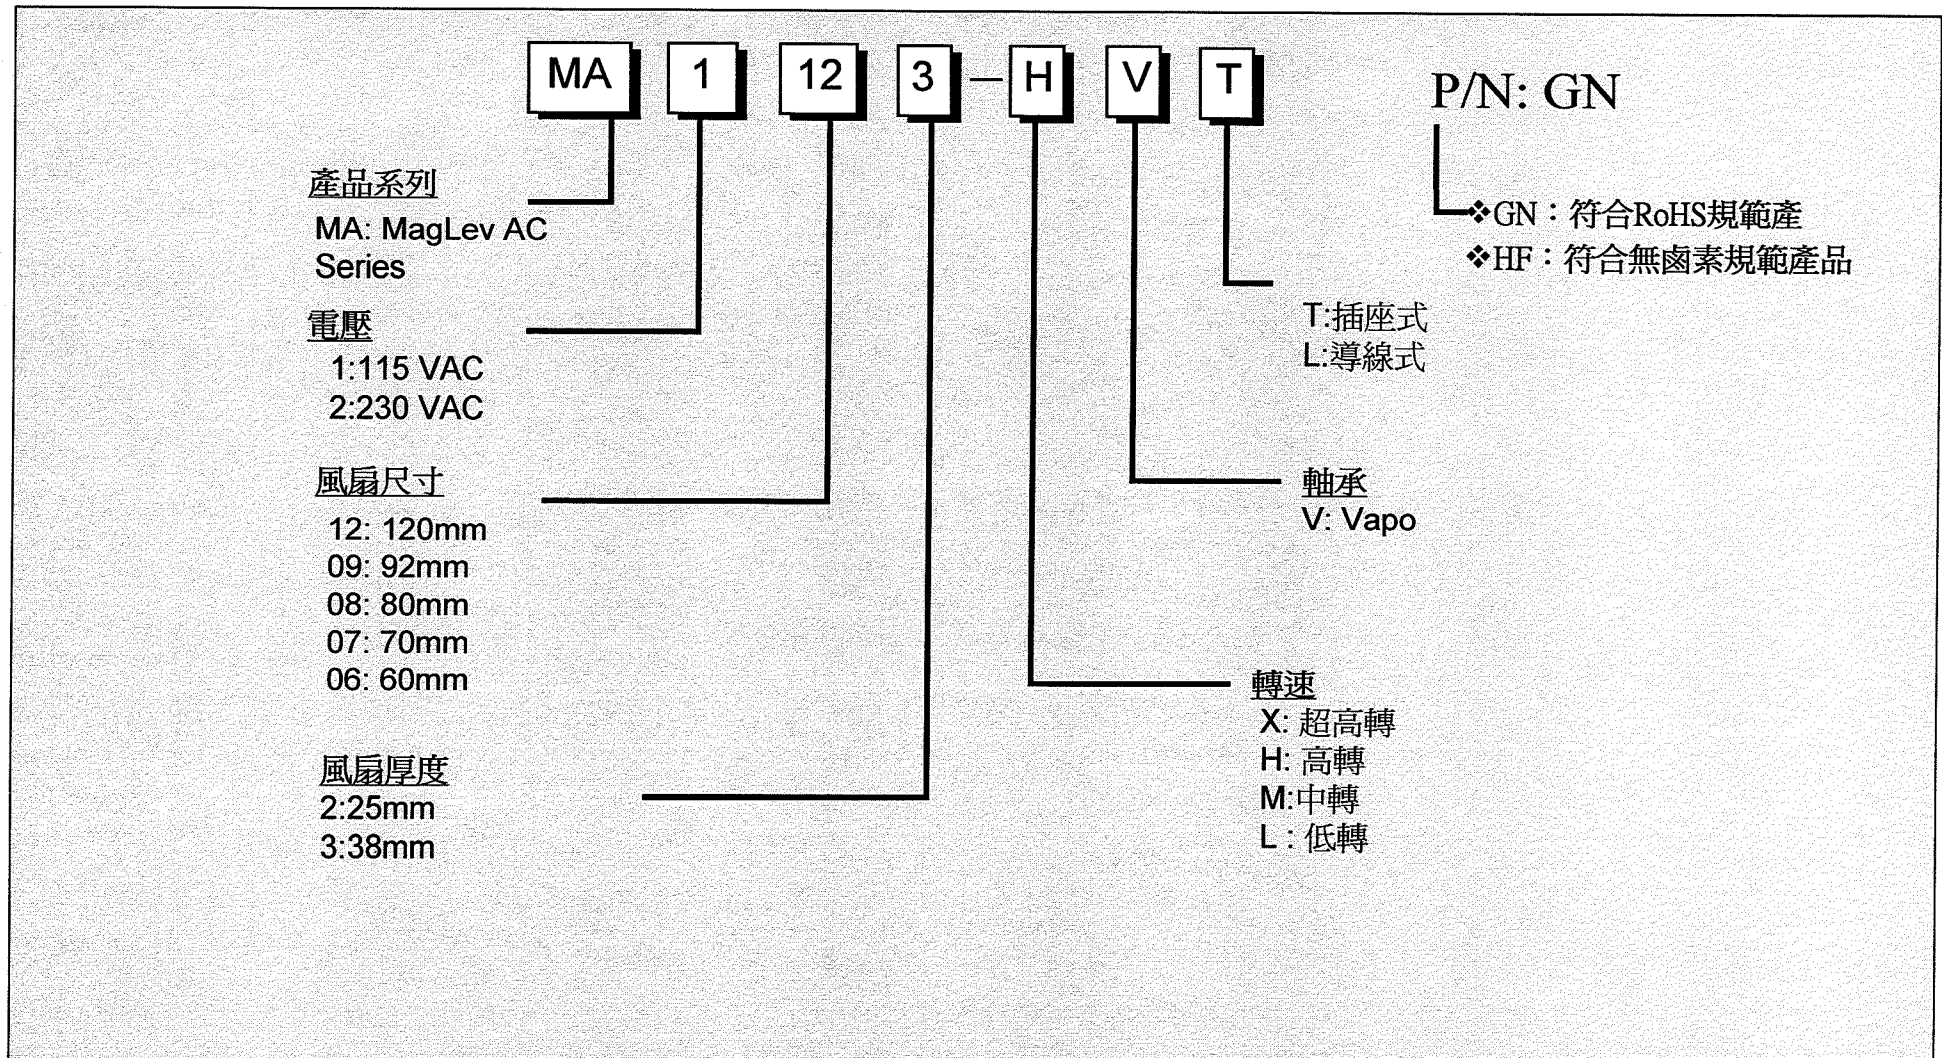 MA 1 12 3 — H V T
P/N: GN
產品系列
MA: MagLev AC
Series
電壓
1:115 VAC
2:230 VAC
風扇尺寸
12: 120mm
09: 92mm
08: 80mm
07: 70mm
06: 60mm
風扇厚度
2:25mm
3:38mm
❖GN：符合RoHS規範產
❖HF：符合無鹵素規範產品
T:插座式
L:導線式
軸承
V: Vapo
轉速
X: 超高轉
H: 高轉
M:中轉
L : 低轉